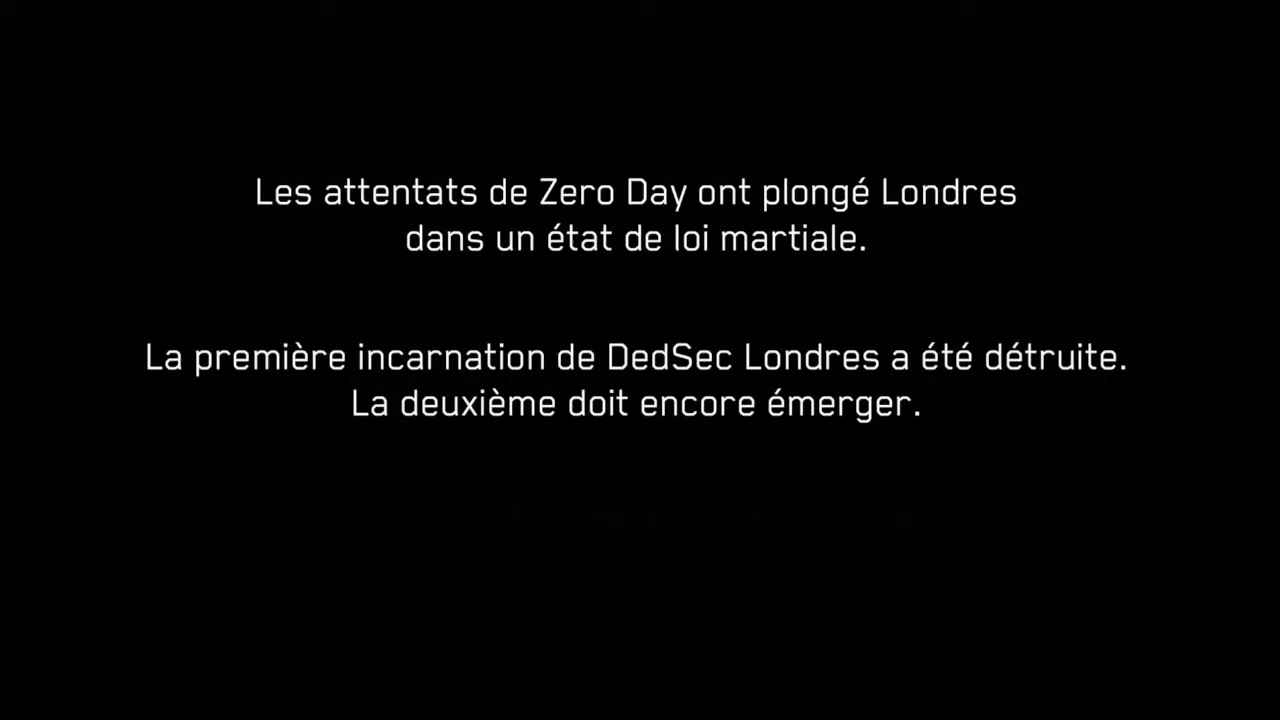 Les attentats de Zero Day ont plongé Londres
dans un état de loi martiale.
La première incarnation de DedSec Londres a été détruite.
La deuxième doit encore émerger.